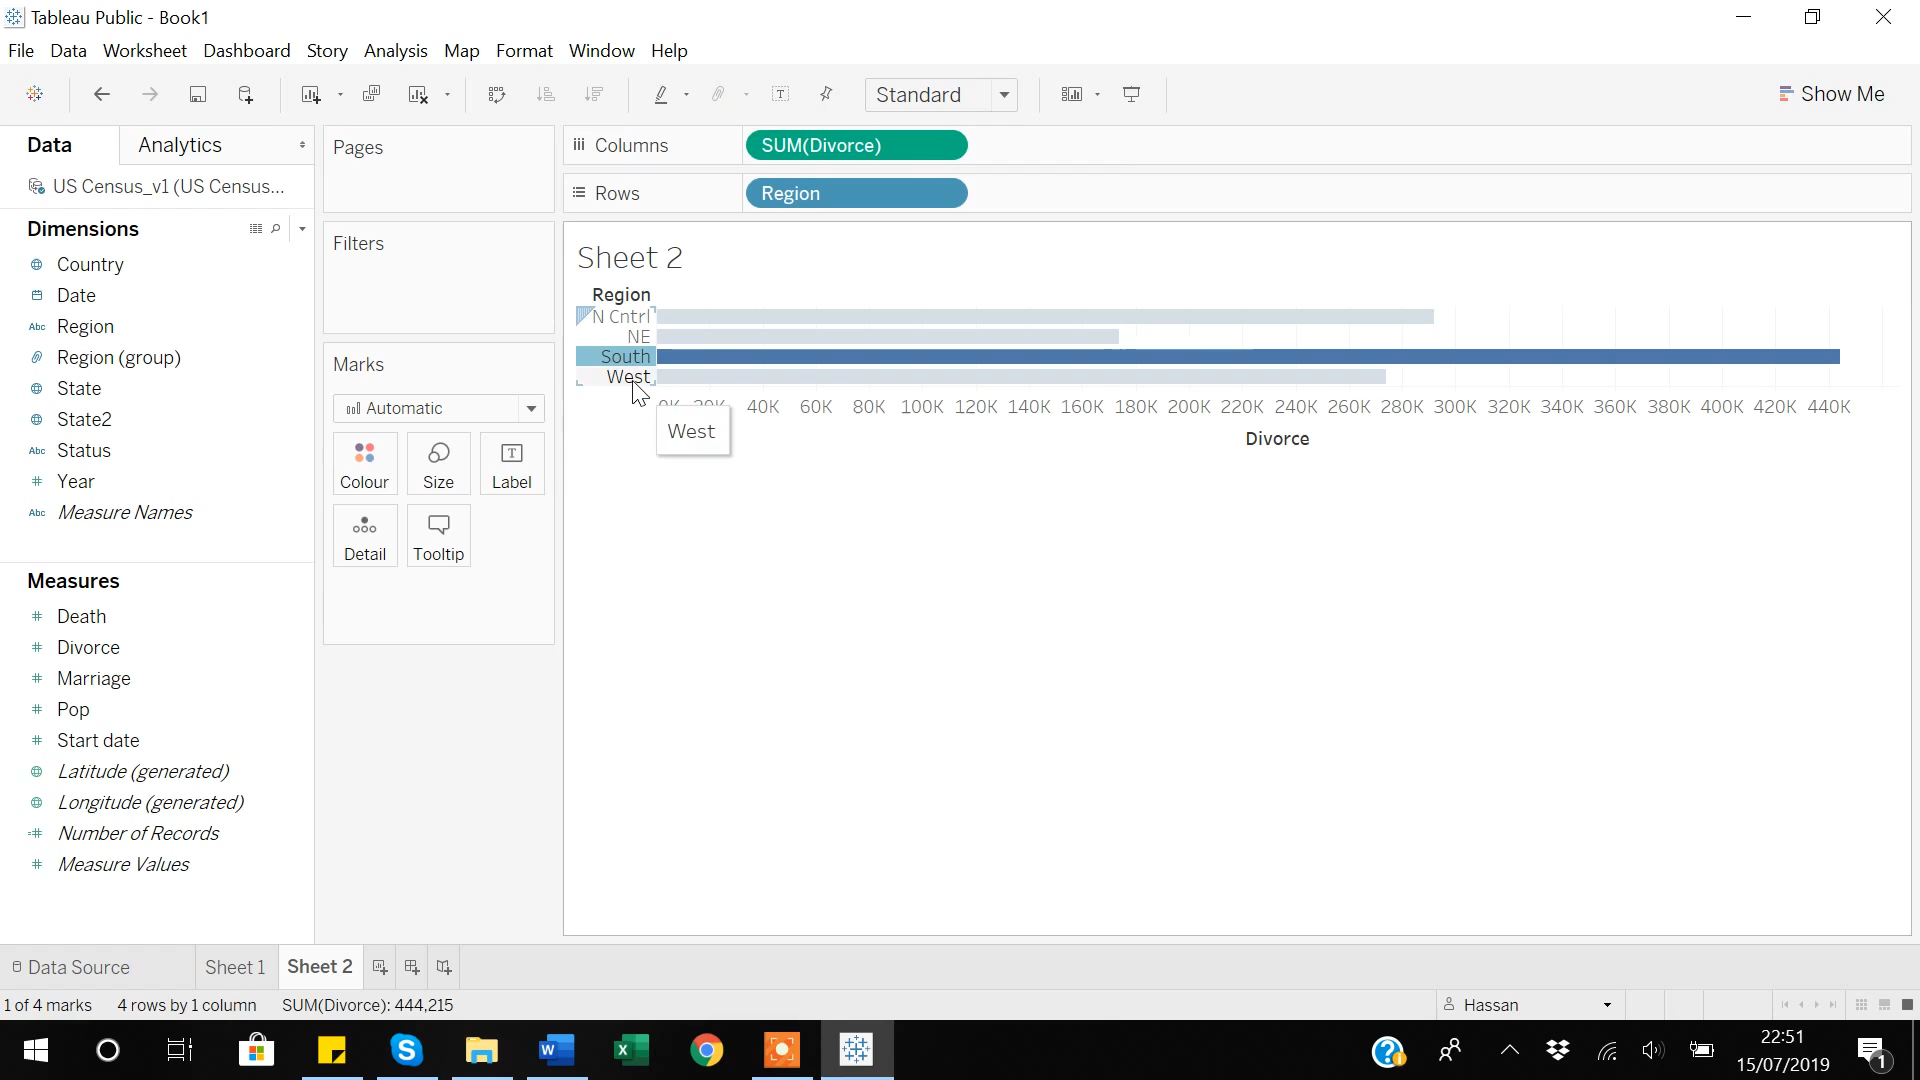 Tableau Public - Book1
File Data Worksheet Dashboard Story Analysis Map Format Window Help
Standard
Show Me
Data Analytics
US Census_v1 (US Census...
Dimensions
Country
Date
Abc Region
Region (group)
State
State2
Abc Status
Year
Abc Measure Names
Measures
Death
Divorce
Marriage
Pop
Start date
Latitude (generated)
Longitude (generated)
Number of Records
Measure Values
Pages
Filters
Marks
Automatic
Colour Size Label
Detail Tooltip
Columns SUM(Divorce)
Rows Region
Sheet 2
Region
N Cntrl
NE
South
West
0K 20K 40K 60K 80K 100K 120K 140K 160K 180K 200K 220K 240K 260K 280K 300K 320K 340K 360K 380K 400K 420K 440K
West
Divorce
Data Source Sheet 1 Sheet 2
1 of 4 marks 4 rows by 1 column SUM(Divorce): 444,215
Hassan
22:51
15/07/2019
1